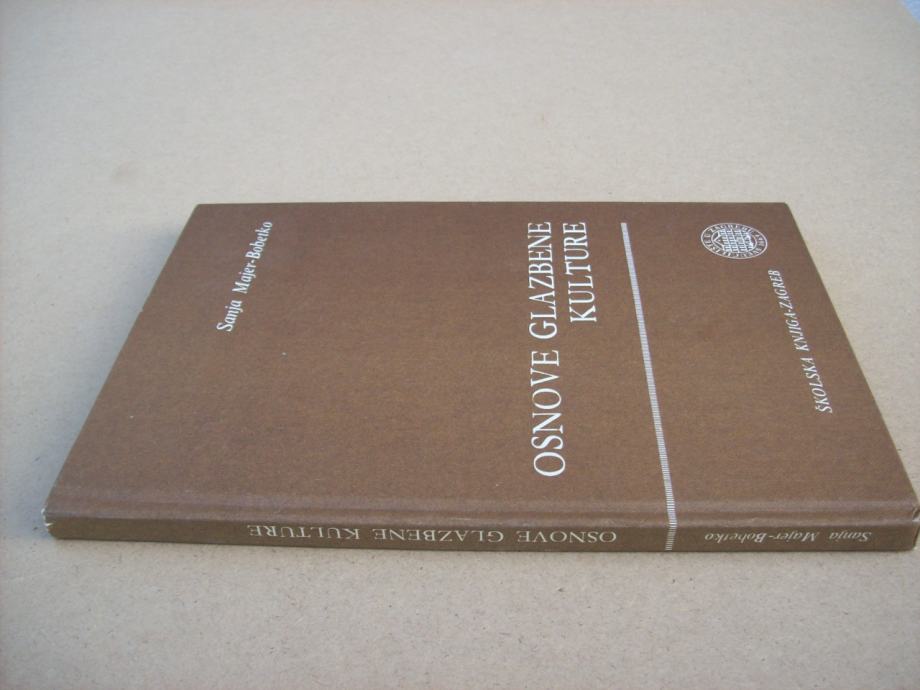 Sanja Majer-Bobetko
OSNOVE GLAZBENE
KULTURE
ŠKOLSKA KNJIGA-ZAGREB
Sanja Majer-Bobetko
OSNOVE GLAZBENE KULTURE